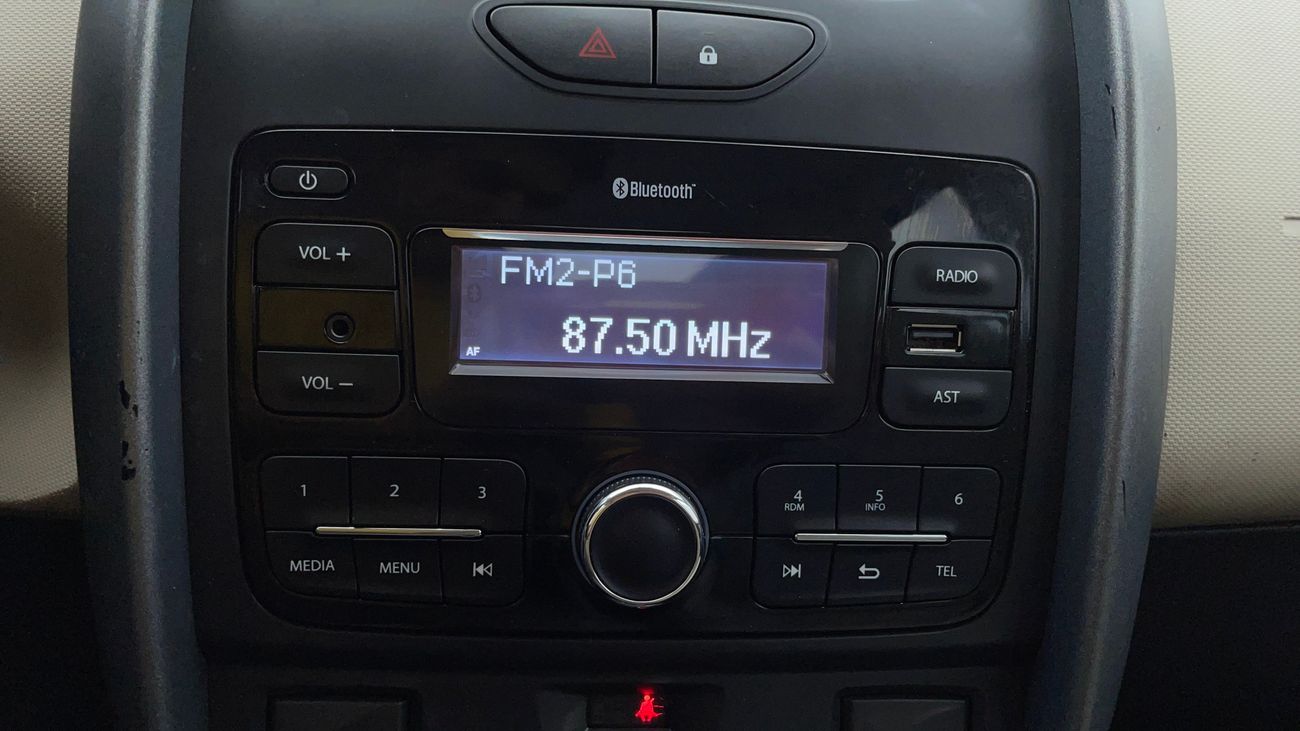 Bluetooth
VOL +
VOL −
FM2-P6
87.50 MHz
AF
RADIO
AST
1
2
3
MEDIA
MENU
4
RDM
5
INFO
6
TEL